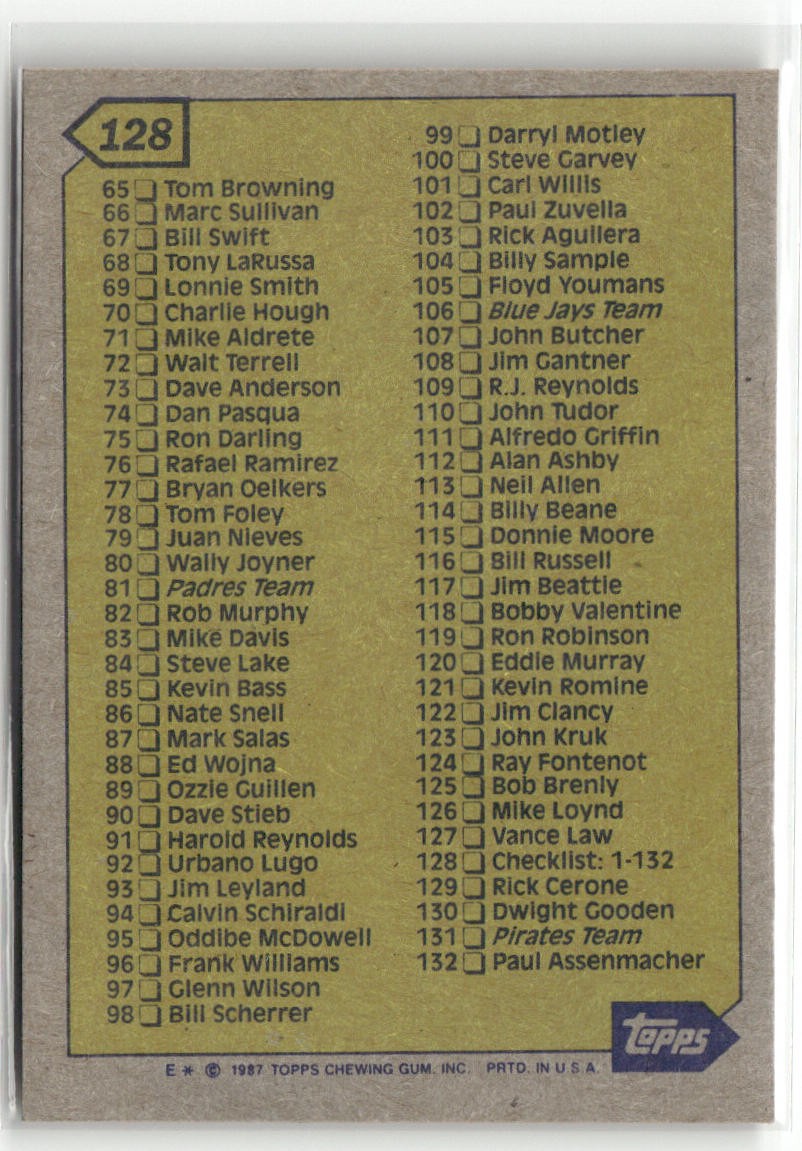 128
65 Tom Browning
66 Marc Sullivan
67 Bill Swift
68 Tony LaRussa
69 Lonnie Smith
70 Charlie Hough
71 Mike Aldrete
72 Walt Terrell
73 Dave Anderson
74 Dan Pasqua
75 Ron Darling
76 Rafael Ramirez
77 Bryan Oelkers
78 Tom Foley
79 Juan Nieves
80 Wally Joyner
81 Padres Team
82 Rob Murphy
83 Mike Davis
84 Steve Lake
85 Kevin Bass
86 Nate Snell
87 Mark Salas
88 Ed Wojna
89 Ozzie Guillen
90 Dave Stieb
91 Harold Reynolds
92 Urbano Lugo
93 Jim Leyland
94 Calvin Schiraldi
95 Oddibe McDowell
96 Frank Williams
97 Glenn Wilson
98 Bill Scherrer
99 Darryl Motley
100 Steve Garvey
101 Carl Willis
102 Paul Zuvella
103 Rick Aguilera
104 Billy Sample
105 Floyd Youmans
106 Blue Jays Team
107 John Butcher
108 Jim Gantner
109 R.J. Reynolds
110 John Tudor
111 Alfredo Griffin
112 Alan Ashby
113 Neil Allen
114 Billy Beane
115 Donnie Moore
116 Bill Russell
117 Jim Beattie
118 Bobby Valentine
119 Ron Robinson
120 Eddie Murray
121 Kevin Romine
122 Jim Clancy
123 John Kruk
124 Ray Fontenot
125 Bob Brenly
126 Mike Loynd
127 Vance Law
128 Checklist: 1-132
129 Rick Cerone
130 Dwight Gooden
131 Pirates Team
132 Paul Assenmacher
topps
E * © 1987 TOPPS CHEWING GUM, INC. PRTD. IN U.S.A.